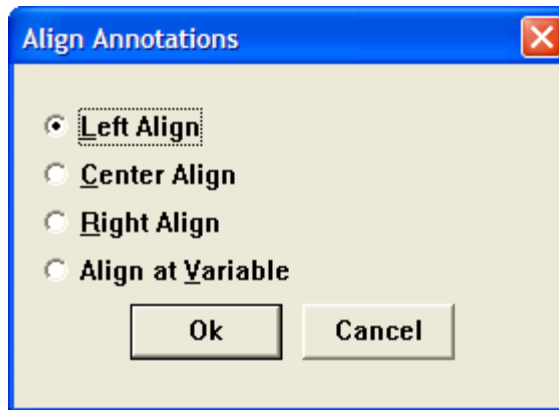 Align Annotations
Left Align
Center Align
Right Align
Align at Variable
Ok Cancel